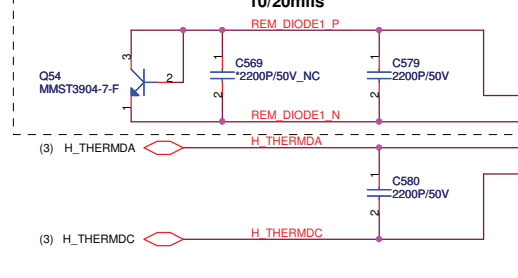 10/20mils
REM_DIODE1_P
3
1
1
C569
C579
Q54
*2200P/50V_NC
2200P/50V
MMST3904-7-F
2
2
2
1
REM_DIODE1_N
(3) H_THERMDA
H_THERMDA
1
C580
2200P/50V
2
(3) H_THERMDC
H_THERMDC